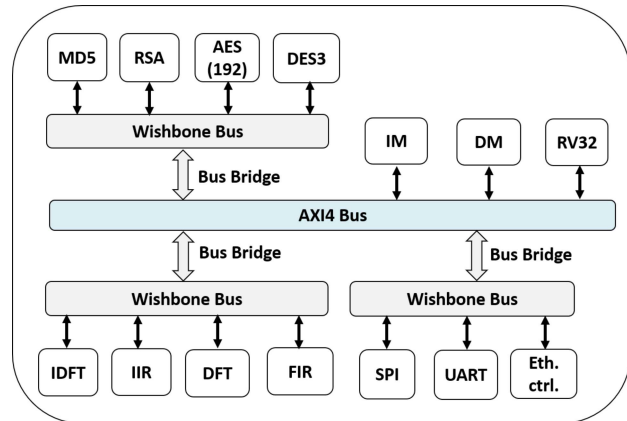 MD5
RSA
AES
(192)
DES3
Wishbone Bus
IM
DM
RV32
Bus Bridge
AXI4 Bus
Bus Bridge
Bus Bridge
Wishbone Bus
Wishbone Bus
IDFT
IIR
DFT
FIR
SPI
UART
Eth.
ctrl.